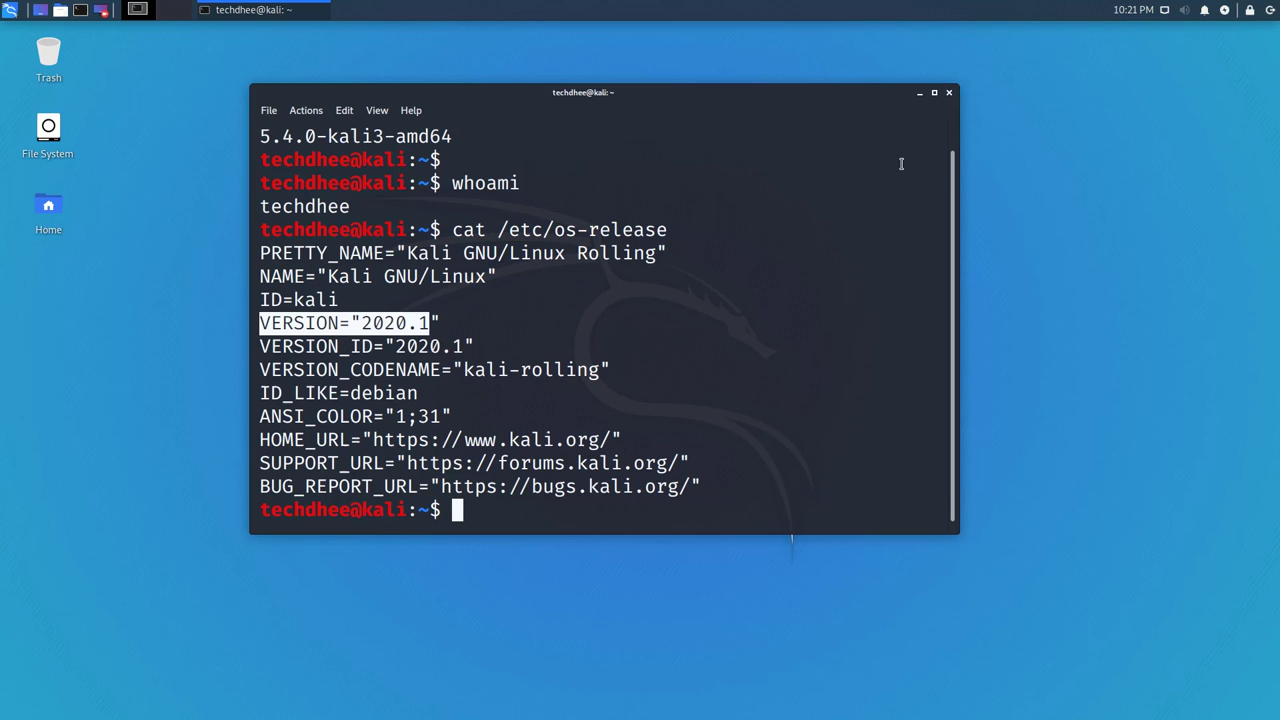 techdhee@kali: ~
10:21 PM
Trash
File System
Home
techdhee@kali: ~
File Actions Edit View Help
5.4.0-kali3-amd64
techdhee@kali:~$
techdhee@kali:~$ whoami
techdhee
techdhee@kali:~$ cat /etc/os-release
PRETTY_NAME="Kali GNU/Linux Rolling"
NAME="Kali GNU/Linux"
ID=kali
VERSION="2020.1"
VERSION_ID="2020.1"
VERSION_CODENAME="kali-rolling"
ID_LIKE=debian
ANSI_COLOR="1;31"
HOME_URL="https://www.kali.org/"
SUPPORT_URL="https://forums.kali.org/"
BUG_REPORT_URL="https://bugs.kali.org/"
techdhee@kali:~$